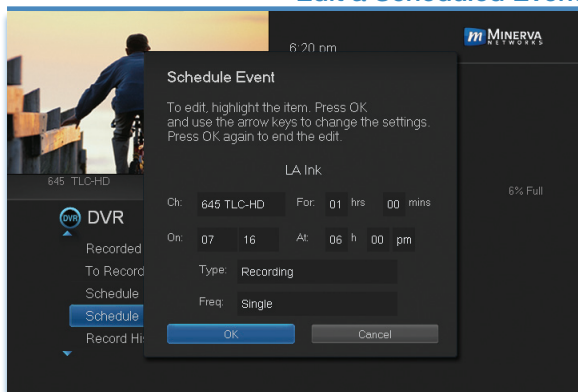 Edit a Scheduled Event
6:20 pm
m MINERVA
NETWORKS
Schedule Event
To edit, highlight the item. Press OK
and use the arrow keys to change the settings.
Press OK again to end the edit.
LA Ink
645 TLC-HD
6% Full
Ch: 645 TLC-HD For: 01 hrs 00 mins
On: 07 16 At: 06 h 00 pm
Type: Recording
Freq: Single
OK Cancel
DVR DVR
Recorded
To Record
Schedule
Schedule
Record